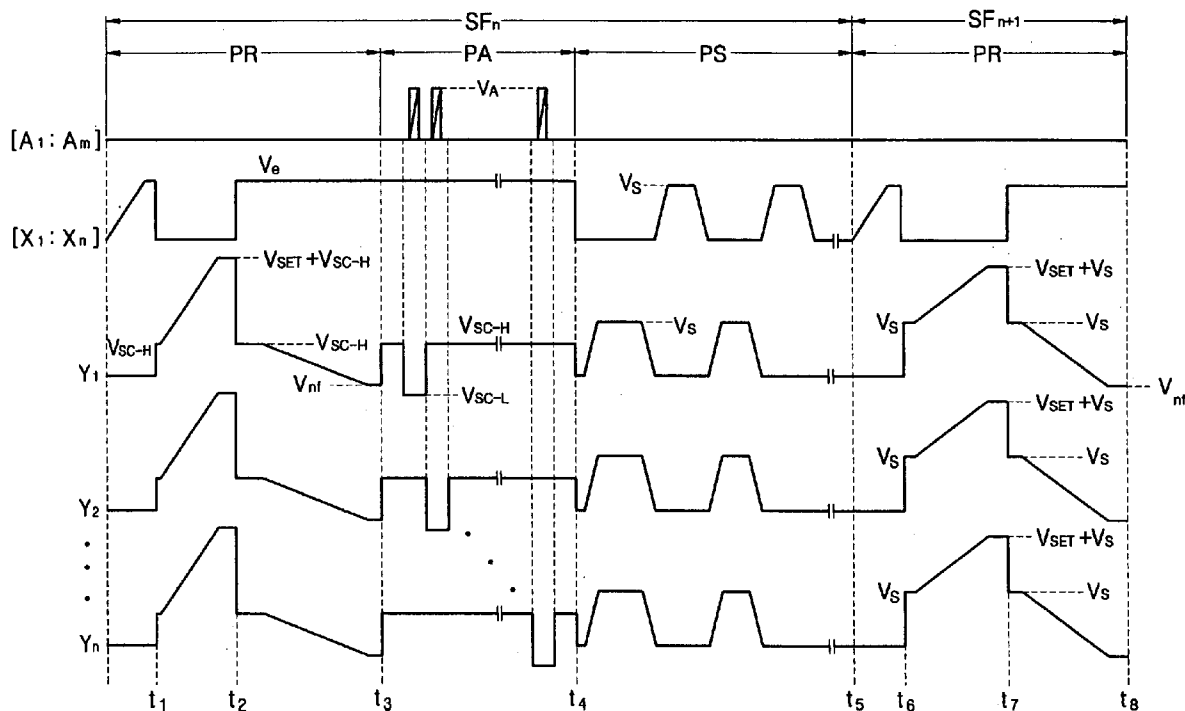 SFn SFn+1
PR PA PS PR
VA
[A1 : Am]
Ve
VS
[X1 : Xn]
VSET+VSC-H VSET+VS
VSC-H VSC-H VSC-H VS VS VS
Y1
Vnf VSC-L Vnf
VSET+VS
VS VS
Y2
VSET+VS
VS VS
Yn
t1 t2 t3 t4 t5 t6 t7 t8